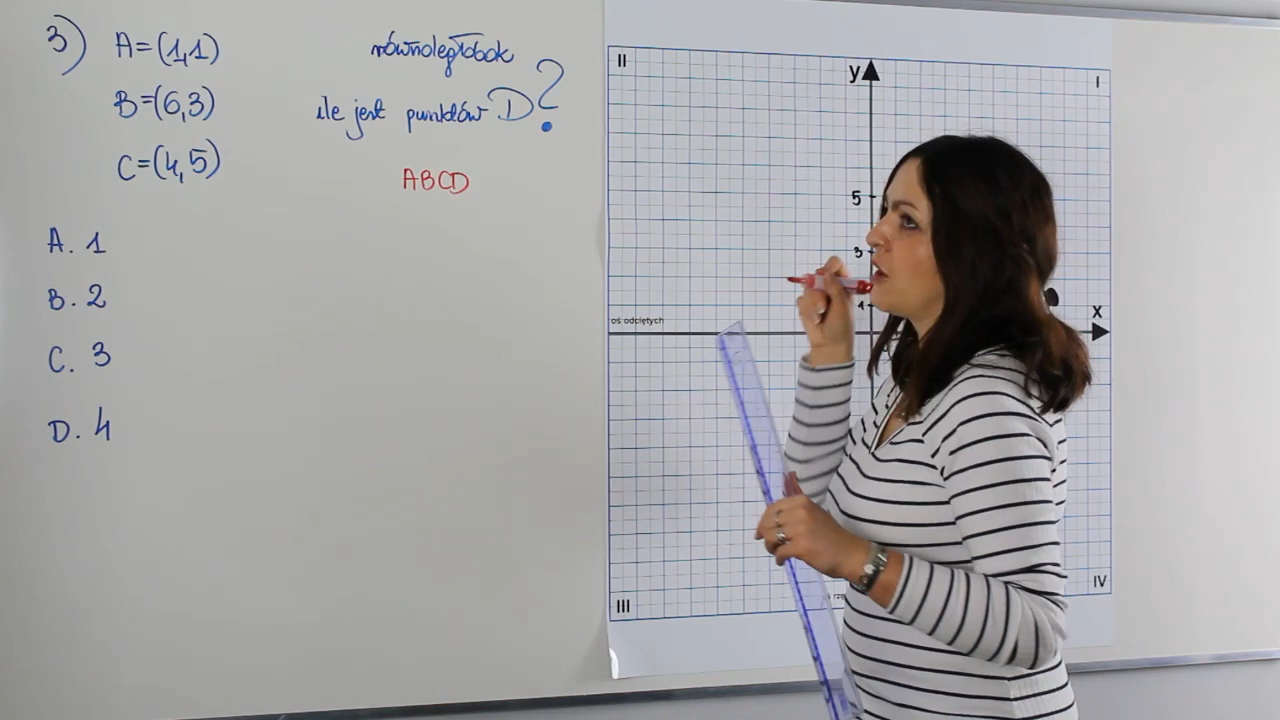 3) A=(1,1)
B=(6,3)
C=(4,5)
równoległobok
ile jest punktów D?
ABCD
A. 1
B. 2
C. 3
D. 4
II
y
I
5
3
1
x
oś odciętych
III
IV